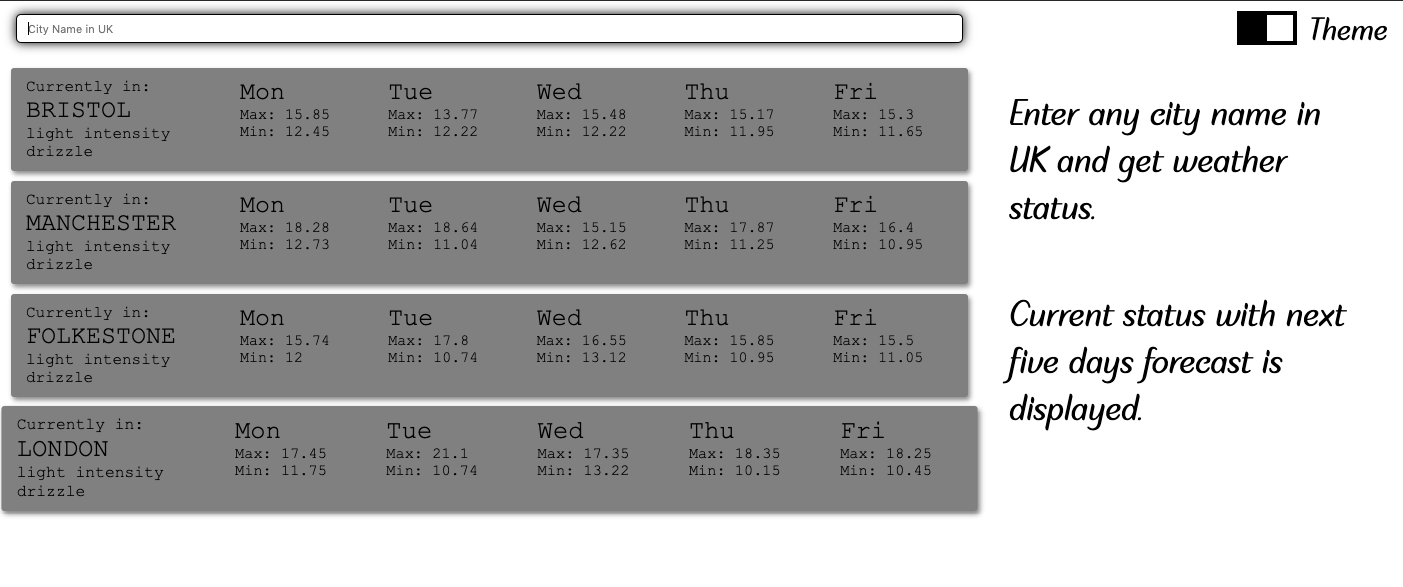 City Name in UK
Theme
Currently in:
BRISTOL
light intensity
drizzle
Mon
Max: 15.85
Min: 12.45
Tue
Max: 13.77
Min: 12.22
Wed
Max: 15.48
Min: 12.22
Thu
Max: 15.17
Min: 11.95
Fri
Max: 15.3
Min: 11.65
Currently in:
MANCHESTER
light intensity
drizzle
Mon
Max: 18.28
Min: 12.73
Tue
Max: 18.64
Min: 11.04
Wed
Max: 15.15
Min: 12.62
Thu
Max: 17.87
Min: 11.25
Fri
Max: 16.4
Min: 10.95
Currently in:
FOLKESTONE
light intensity
drizzle
Mon
Max: 15.74
Min: 12
Tue
Max: 17.8
Min: 10.74
Wed
Max: 16.55
Min: 13.12
Thu
Max: 15.85
Min: 10.95
Fri
Max: 15.5
Min: 11.05
Currently in:
LONDON
light intensity
drizzle
Mon
Max: 17.45
Min: 11.75
Tue
Max: 21.1
Min: 10.74
Wed
Max: 17.35
Min: 13.22
Thu
Max: 18.35
Min: 10.15
Fri
Max: 18.25
Min: 10.45
Enter any city name in
UK and get weather
status.
Current status with next
five days forecast is
displayed.